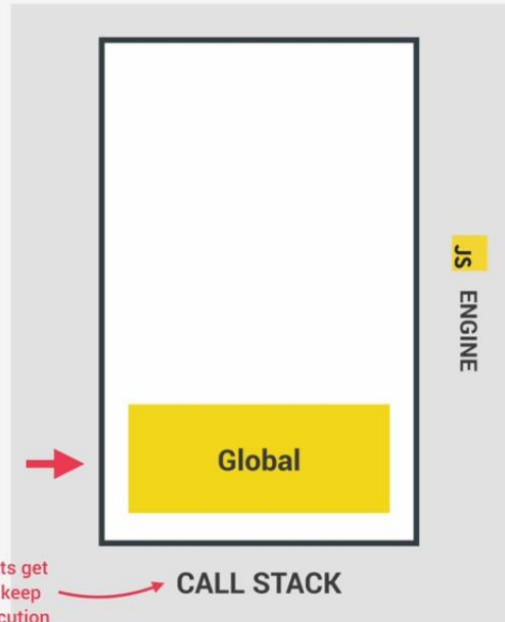 JS ENGINE
Global
CALL STACK
ts get
keep
cution